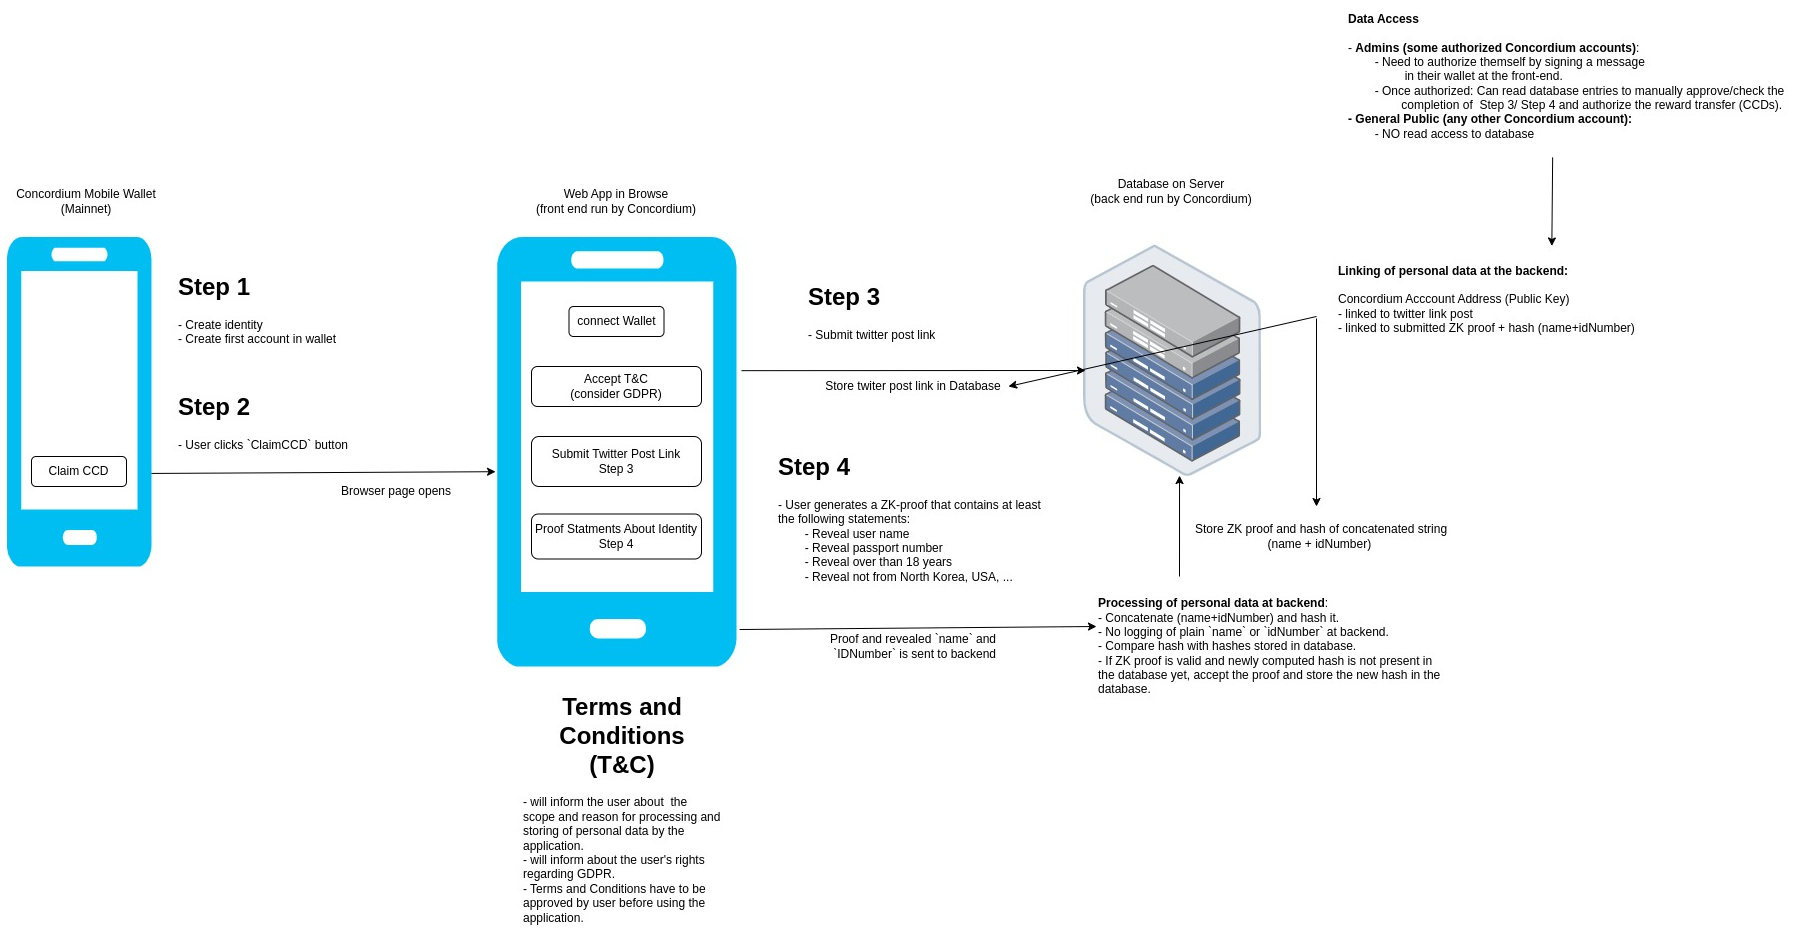 Data Access
- Admins (some authorized Concordium accounts):
- Need to authorize themself by signing a message
in their wallet at the front-end.
- Once authorized: Can read database entries to manually approve/check the
completion of  Step 3/ Step 4 and authorize the reward transfer (CCDs).
- General Public (any other Concordium account):
- NO read access to database
Concordium Mobile Wallet
(Mainnet)
Claim CCD
Step 1
- Create identity
- Create first account in wallet
Step 2
- User clicks `ClaimCCD` button
Browser page opens
Web App in Browse
(front end run by Concordium)
connect Wallet
Accept T&C
(consider GDPR)
Submit Twitter Post Link
Step 3
Proof Statments About Identity
Step 4
Terms and
Conditions
(T&C)
- will inform the user about  the
scope and reason for processing and
storing of personal data by the
application.
- will inform about the user's rights
regarding GDPR.
- Terms and Conditions have to be
approved by user before using the
application.
Step 3
- Submit twitter post link
Store twiter post link in Database
Step 4
- User generates a ZK-proof that contains at least
the following statements:
- Reveal user name
- Reveal passport number
- Reveal over than 18 years
- Reveal not from North Korea, USA, ...
Proof and revealed `name` and
`IDNumber` is sent to backend
Database on Server
(back end run by Concordium)
Linking of personal data at the backend:
Concordium Acccount Address (Public Key)
- linked to twitter link post
- linked to submitted ZK proof + hash (name+idNumber)
Store ZK proof and hash of concatenated string
(name + idNumber)
Processing of personal data at backend:
- Concatenate (name+idNumber) and hash it.
- No logging of plain `name` or `idNumber` at backend.
- Compare hash with hashes stored in database.
- If ZK proof is valid and newly computed hash is not present in
the database yet, accept the proof and store the new hash in the
database.